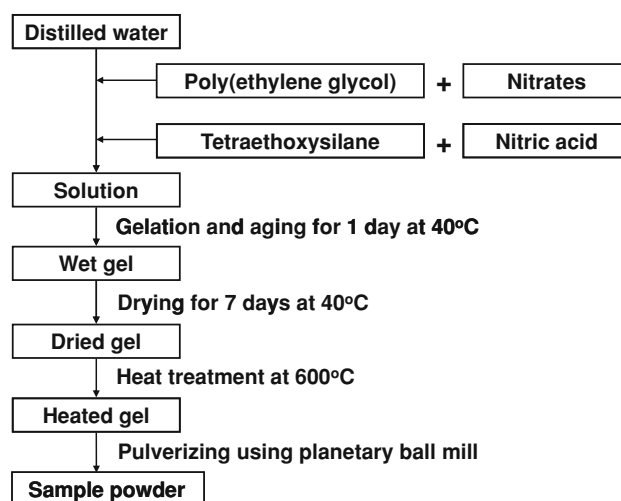 Distilled water
Poly(ethylene glycol) + Nitrates
Tetraethoxysilane + Nitric acid
Solution
Gelation and aging for 1 day at 40°C
Wet gel
Drying for 7 days at 40°C
Dried gel
Heat treatment at 600°C
Heated gel
Pulverizing using planetary ball mill
Sample powder